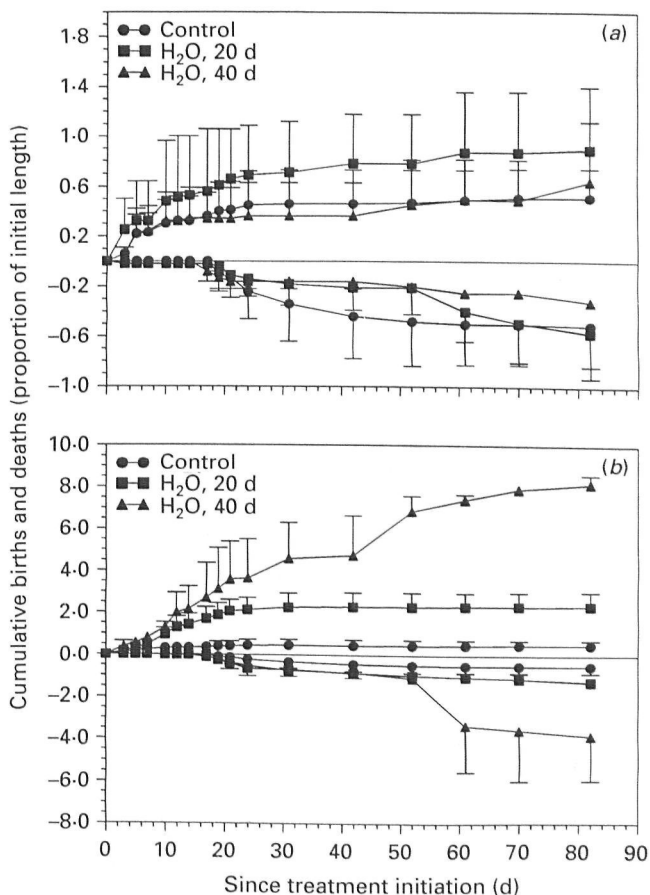 Cumulative births and deaths (proportion of initial length)
(a)
Control
H₂O, 20 d
H₂O, 40 d
1·8
1·4
1·0
0·6
0·2
−0·2
−0·6
−1·0
(b)
Control
H₂O, 20 d
H₂O, 40 d
10·0
8·0
6·0
4·0
2·0
0·0
−2·0
−4·0
−6·0
−8·0
0 10 20 30 40 50 60 70 80 90
Since treatment initiation (d)